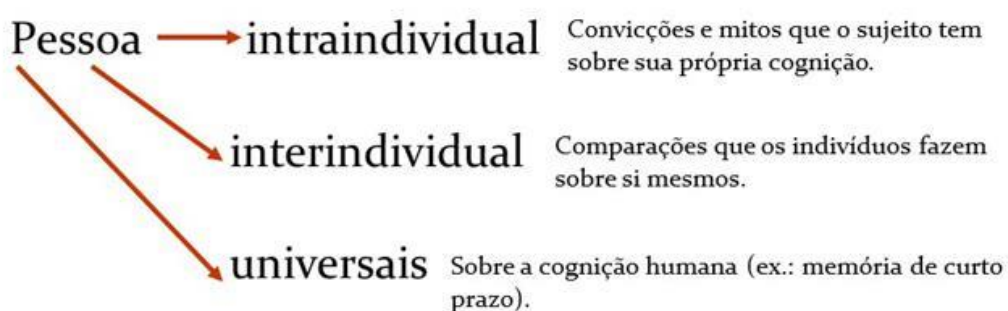 Pessoa intraindividual Convicções e mitos que o sujeito tem
sobre sua própria cognição.
interindividual Comparações que os indivíduos fazem
sobre si mesmos.
universais Sobre a cognição humana (ex.: memória de curto
prazo).